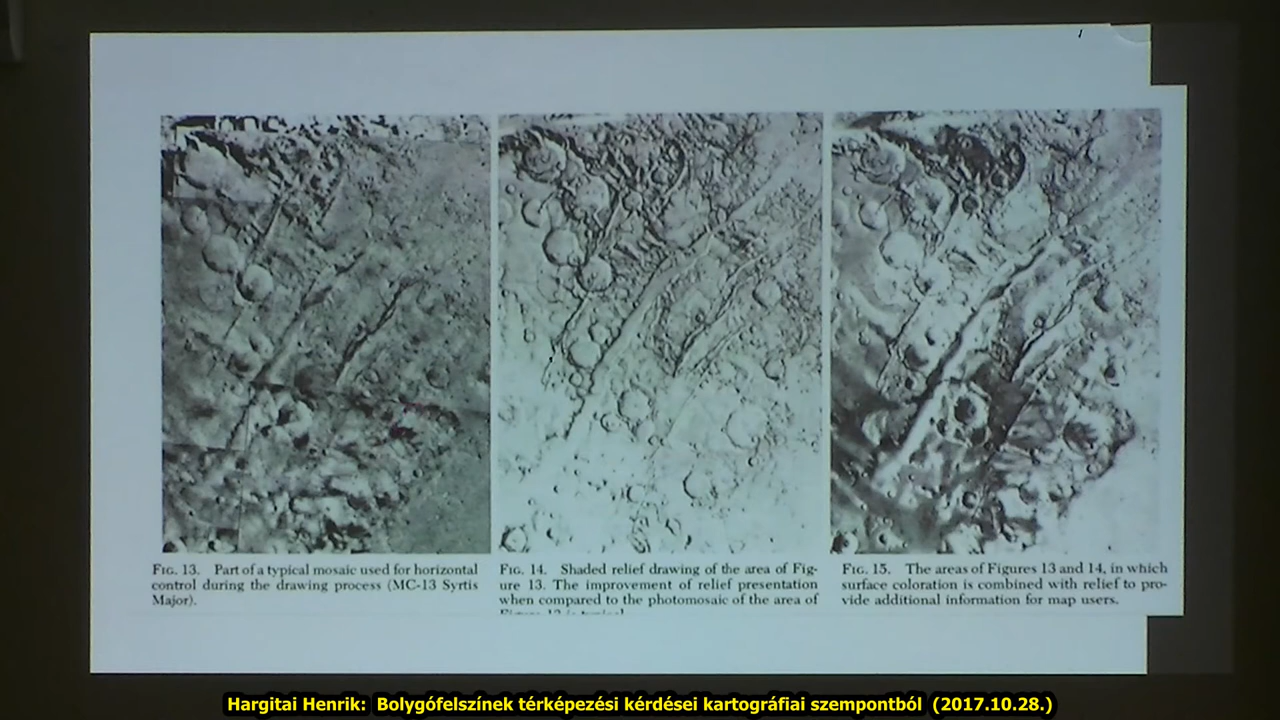 FIG. 13. Part of a typical mosaic used for horizontal
control during the drawing process (MC-13 Syrtis
Major).
FIG. 14. Shaded relief drawing of the area of Fig-
ure 13. The improvement of relief presentation
when compared to the photomosaic of the area of
FIG. 15. The areas of Figures 13 and 14, in which
surface coloration is combined with relief to pro-
vide additional information for map users.
Hargitai Henrik: Bolygófelszínek térképezési kérdései kartográfiai szempontból (2017.10.28.)